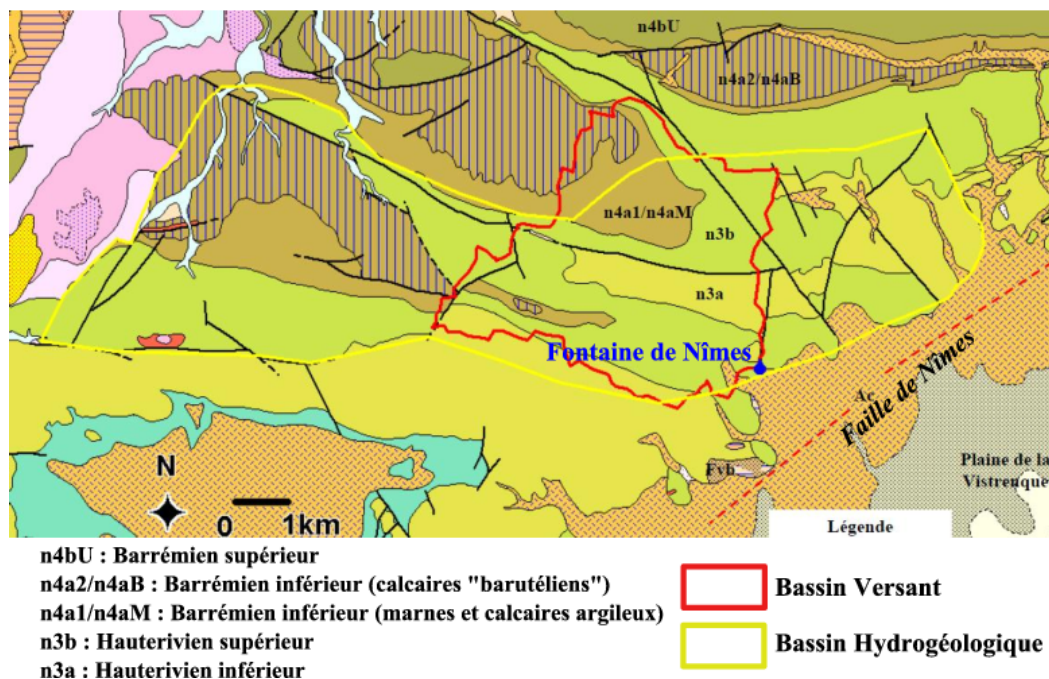 n4bU
n4a2/n4aB
n4a1/n4aM
n3b
n3a
Fontaine de Nîmes
Ac
Faille de Nîmes
Fvb
Plaine de la
Vistrenque
N
0 1km
Légende
n4bU : Barrémien supérieur
n4a2/n4aB : Barrémien inférieur (calcaires "barutéliens")
n4a1/n4aM : Barrémien inférieur (marnes et calcaires argileux)
n3b : Hauterivien supérieur
n3a : Hauterivien inférieur
Bassin Versant
Bassin Hydrogéologique